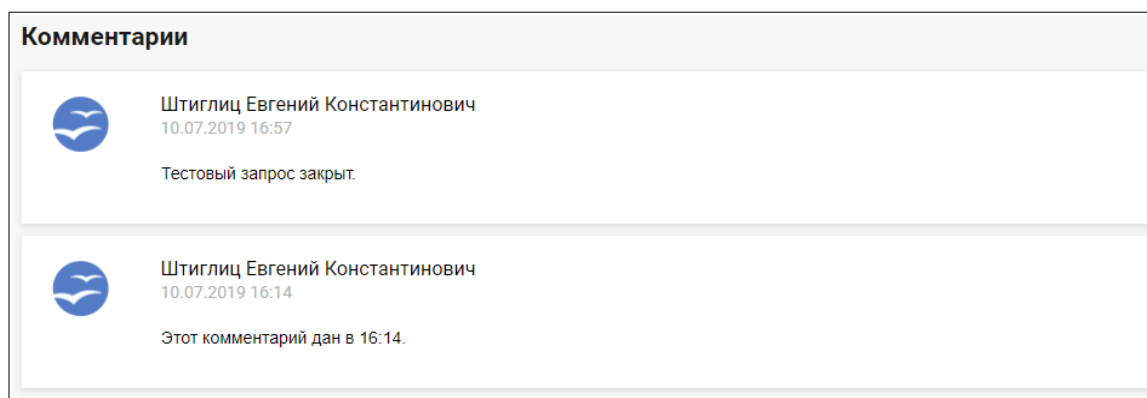 Комментарии
Штиглиц Евгений Константинович
10.07.2019 16:57
Тестовый запрос закрыт.
Штиглиц Евгений Константинович
10.07.2019 16:14
Этот комментарий дан в 16:14.